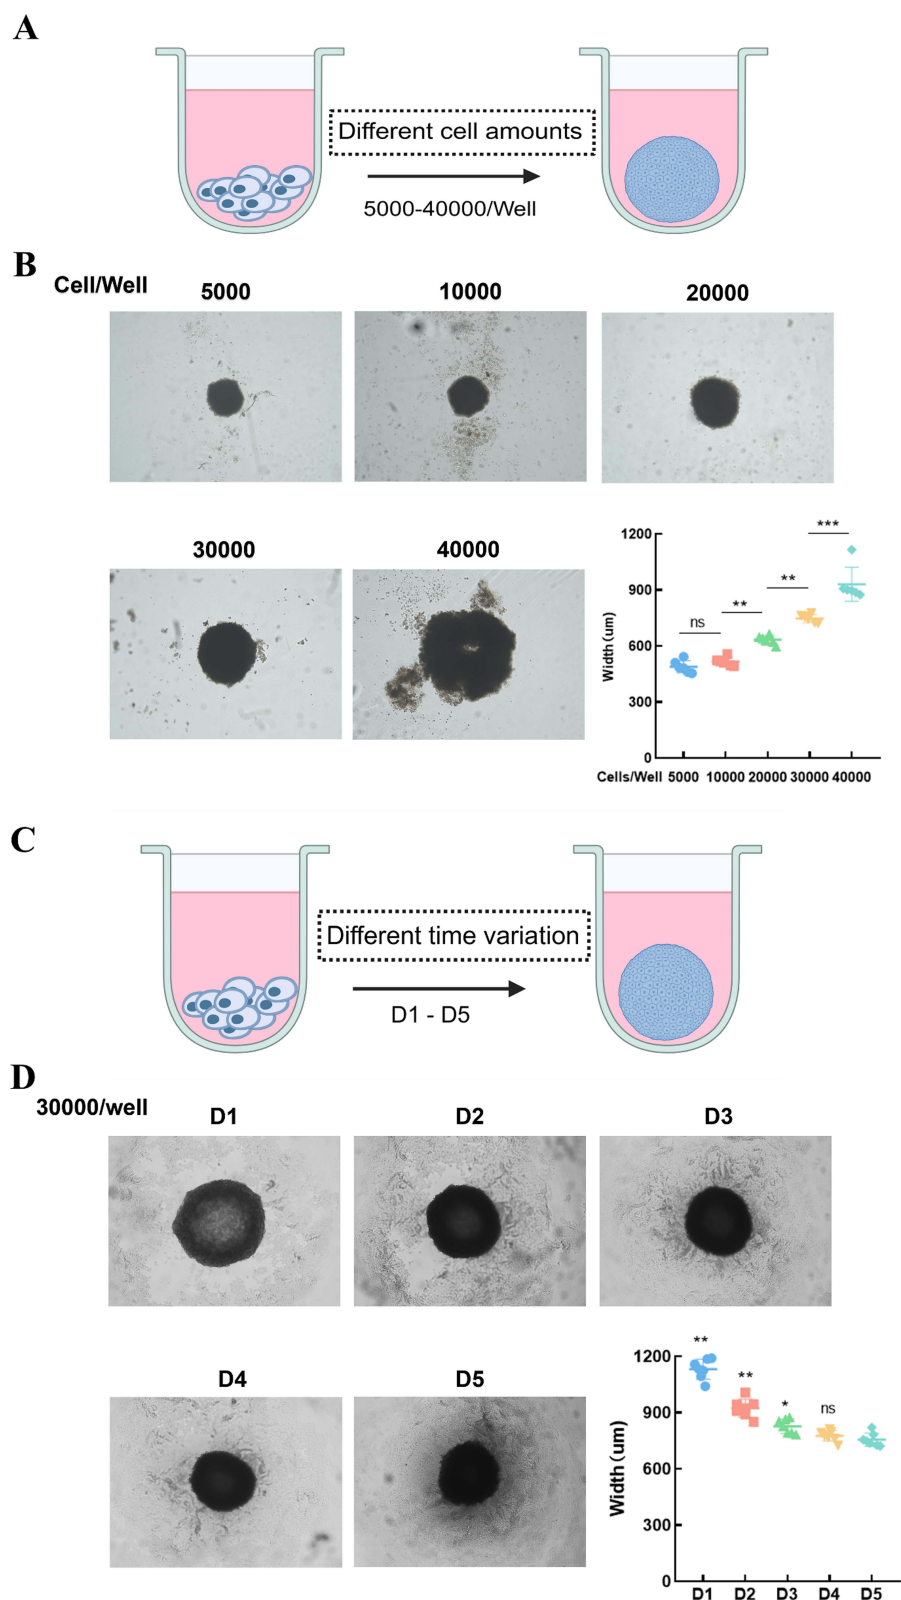 A
Different cell amounts
5000-40000/Well
B
Cell/Well
5000
10000
20000
30000
40000
1200
900
600
300
0
Width (um)
ns
**
**
***
Cells/Well 5000 10000 20000 30000 40000
C
Different time variation
D1 - D5
D
30000/well
D1
D2
D3
D4
D5
1200
900
600
300
0
Width (um)
**
**
*
ns
D1 D2 D3 D4 D5